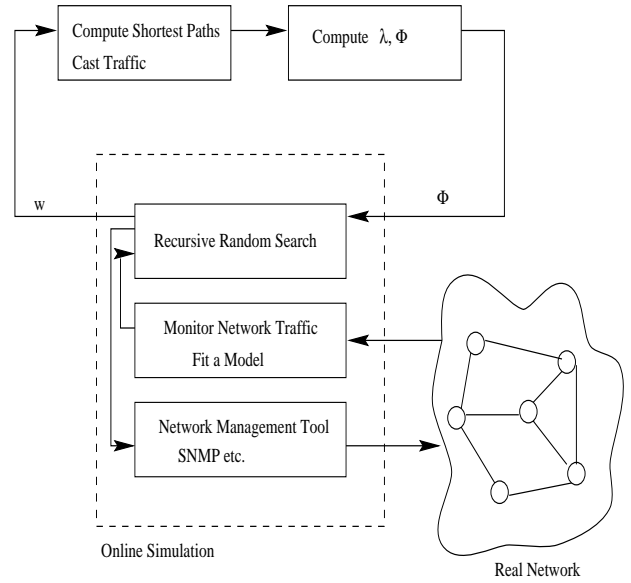 Compute Shortest Paths
Cast Traffic
Compute λ, Φ
w
Φ
Recursive Random Search
Monitor Network Traffic
Fit a Model
Network Management Tool
SNMP etc.
Online Simulation
Real Network